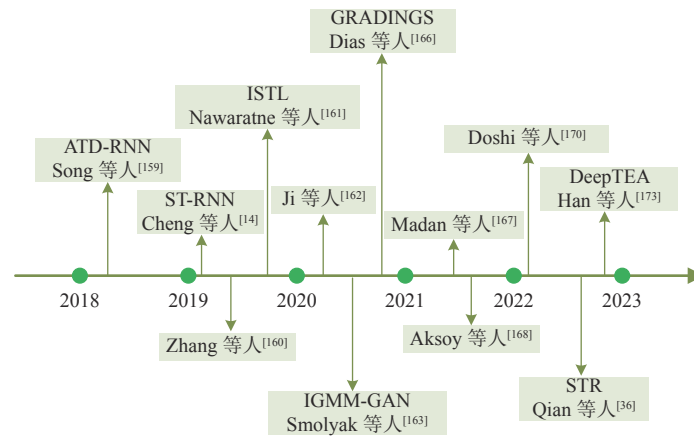 GRADINGS
Dias 等人[166]
ISTL
Nawaratne 等人[161]
ATD-RNN
Song 等人[159]
ST-RNN
Cheng 等人[14]
Ji 等人[162]
Madan 等人[167]
Doshi 等人[170]
DeepTEA
Han 等人[173]
2018
2019
2020
2021
2022
2023
Zhang 等人[160]
IGMM-GAN
Smolyak 等人[163]
Aksoy 等人[168]
STR
Qian 等人[36]